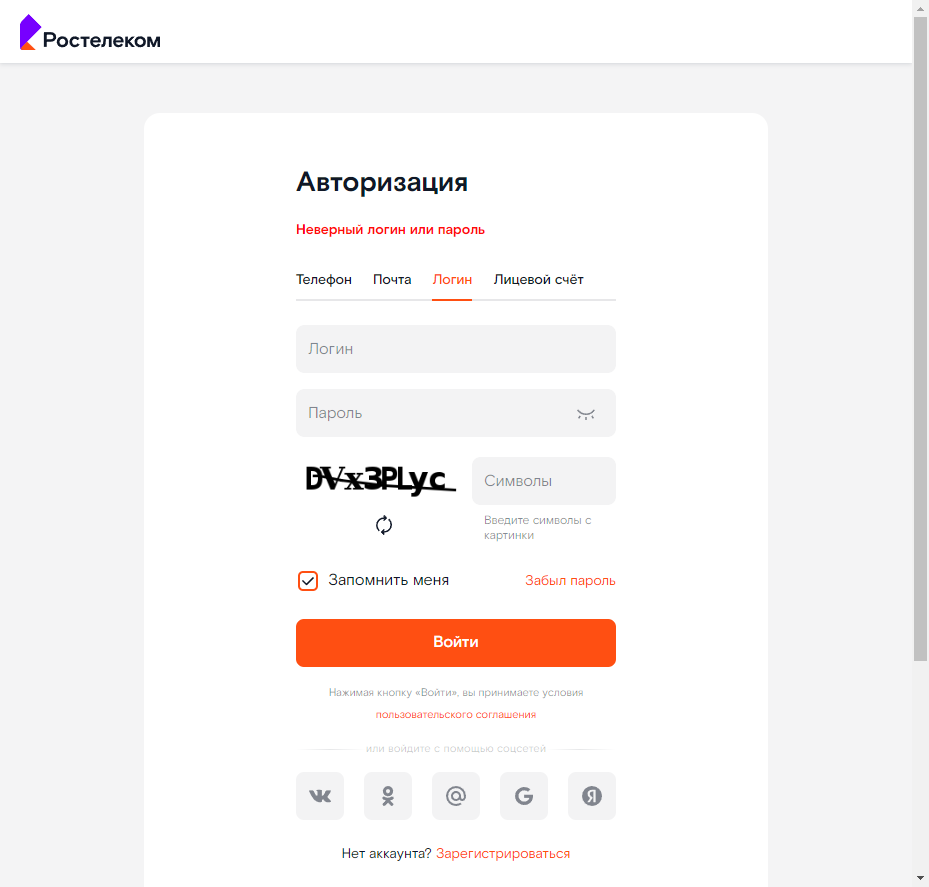 Ростелеком
Авторизация
Неверный логин или пароль
Телефон Почта Логин Лицевой счёт
Логин
Пароль
DVx3PLyc Символы
Введите символы с
картинки
Запомнить меня Забыл пароль
Войти
Нажимая кнопку «Войти», вы принимаете условия
пользовательского соглашения
или войдите с помощью соцсетей
Нет аккаунта? Зарегистрироваться